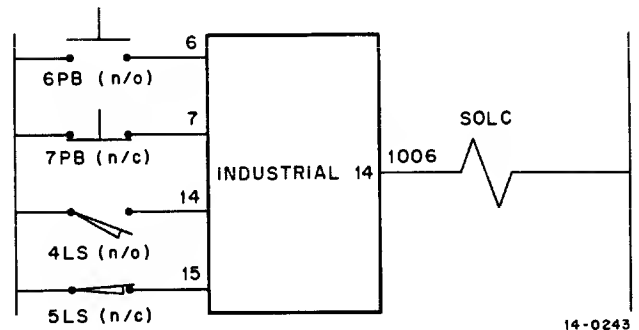 6
6PB (n/o)
7
7PB (n/c)
14
4LS (n/o)
15
5LS (n/c)
INDUSTRIAL 14
1006
SOLC
14-0243